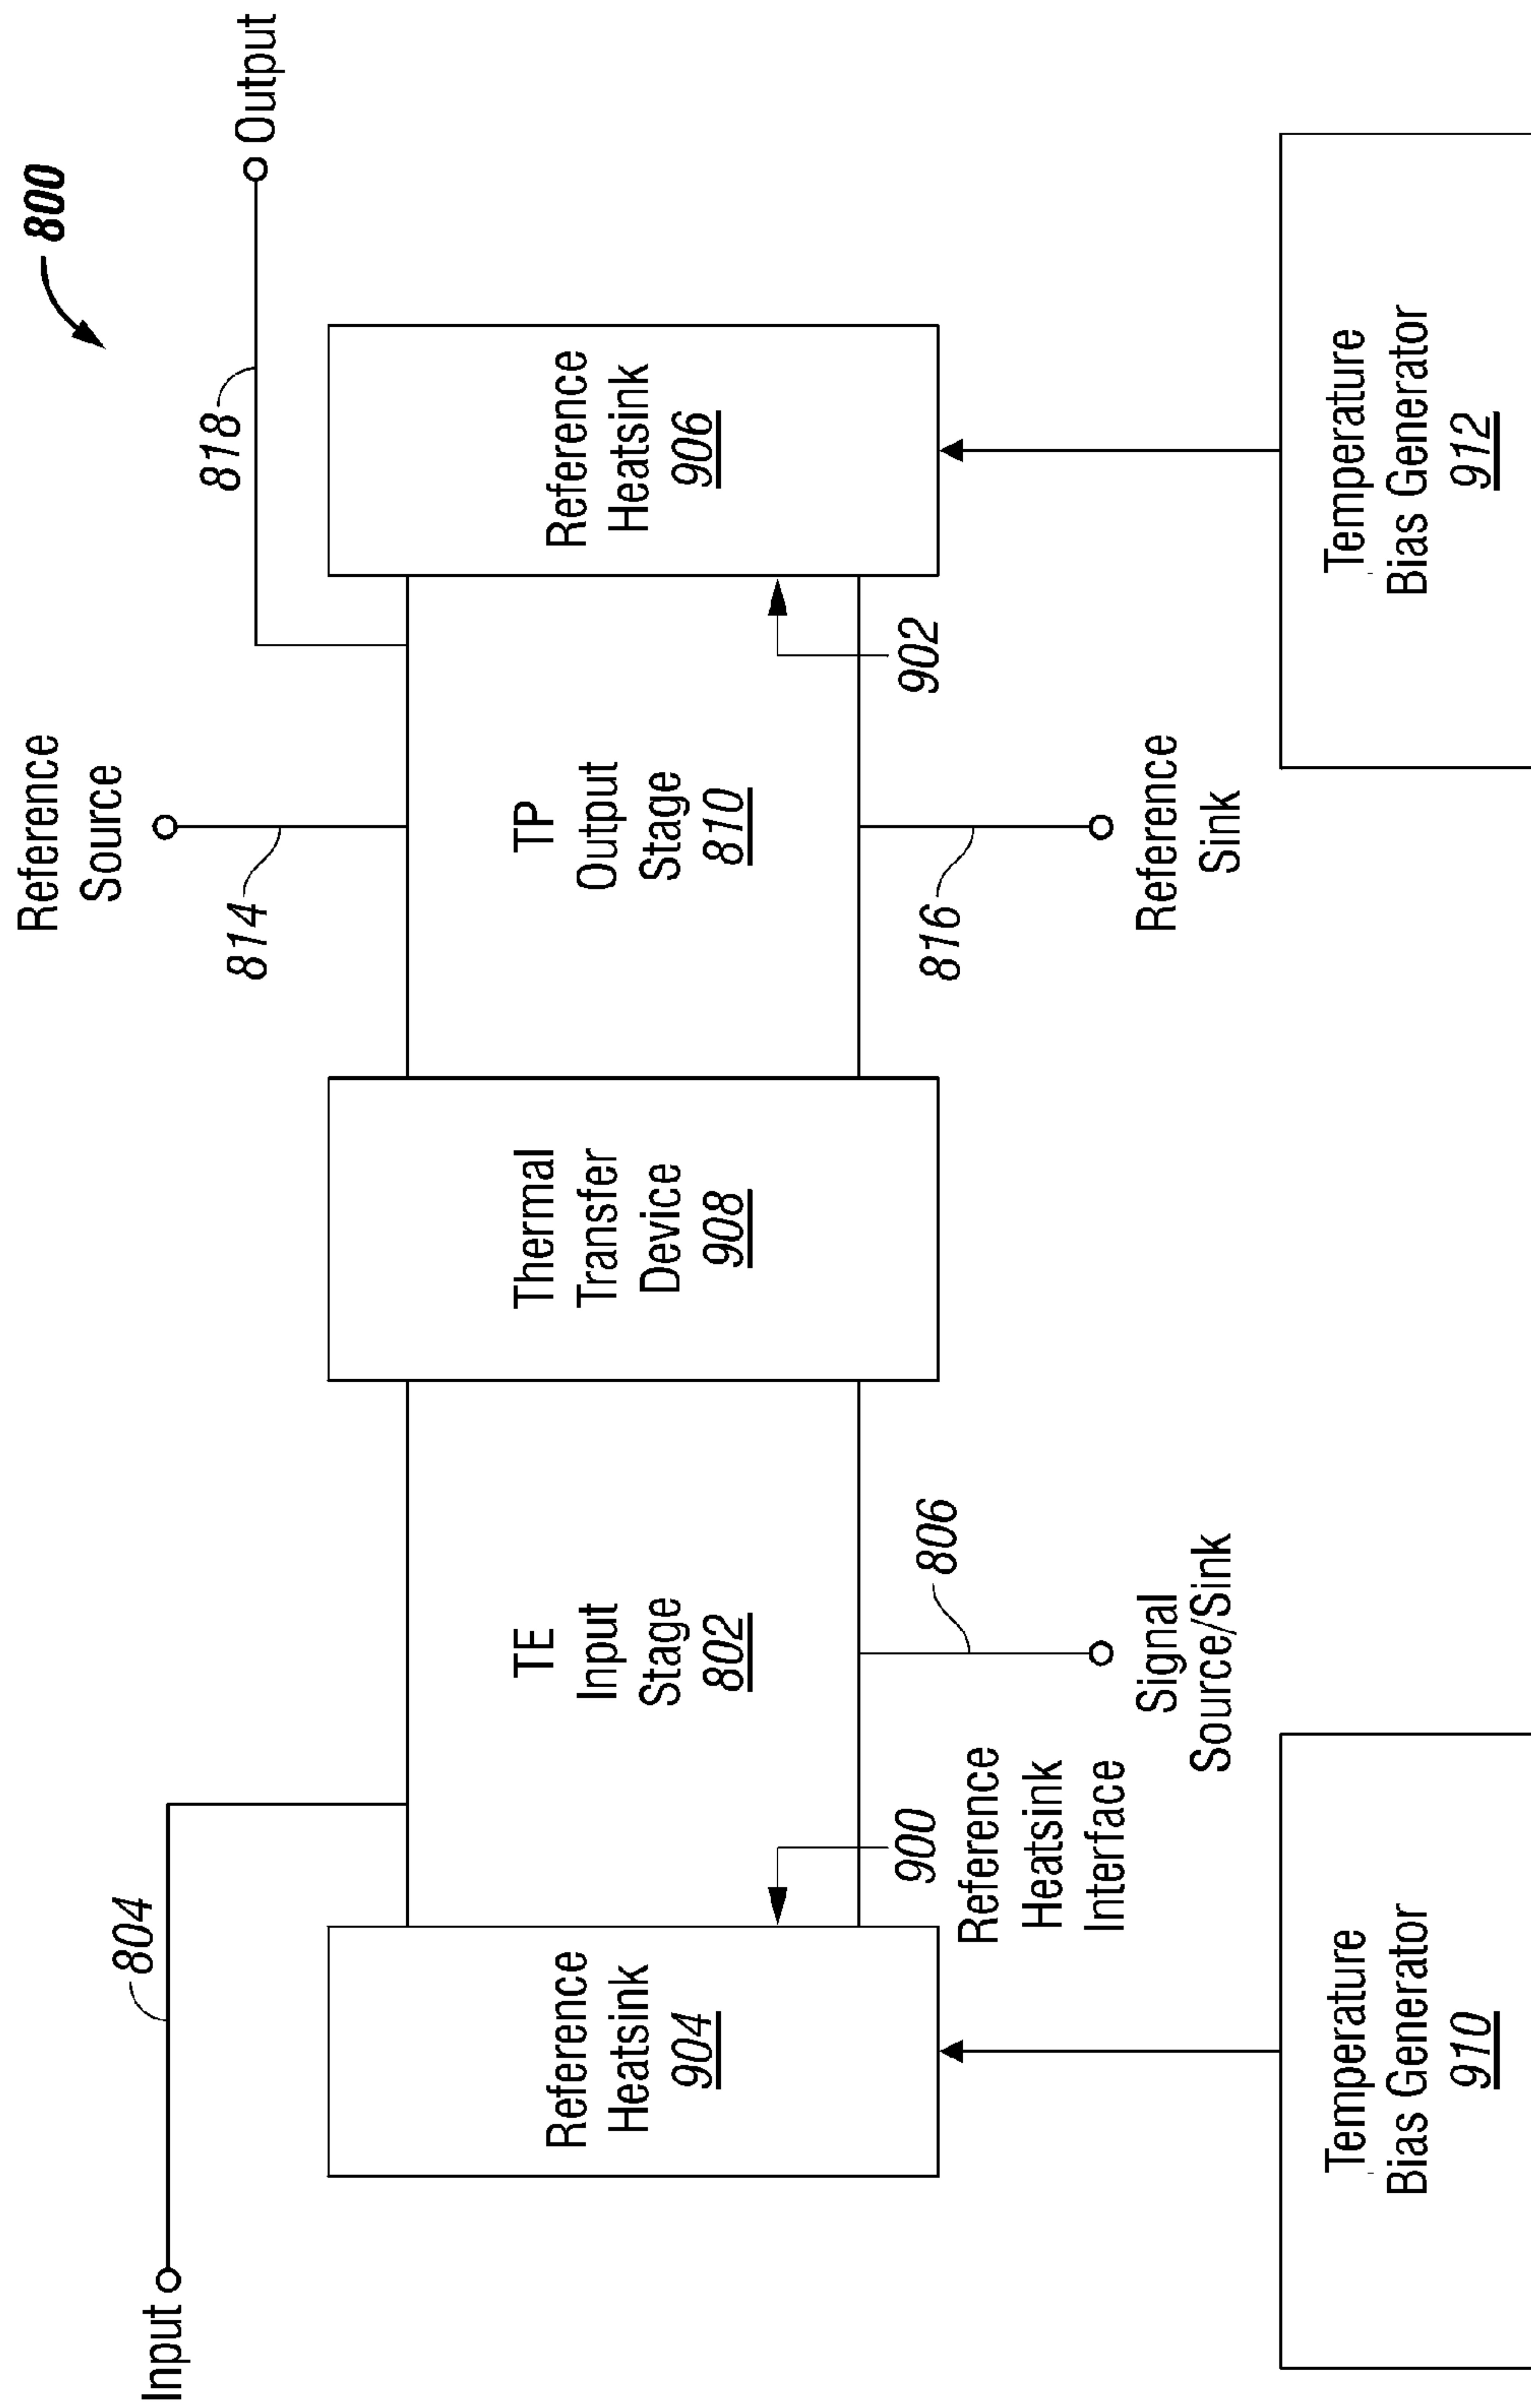 800
Input
804
Reference
Source
814
818
Output
Reference
Heatsink
904
TE
Input
Stage
802
Thermal
Transfer
Device
908
TP
Output
Stage
810
Reference
Heatsink
906
900
Reference
Heatsink
Interface
806
Signal
Source/Sink
816
Reference
Sink
902
Temperature
Bias Generator
910
Temperature
Bias Generator
912